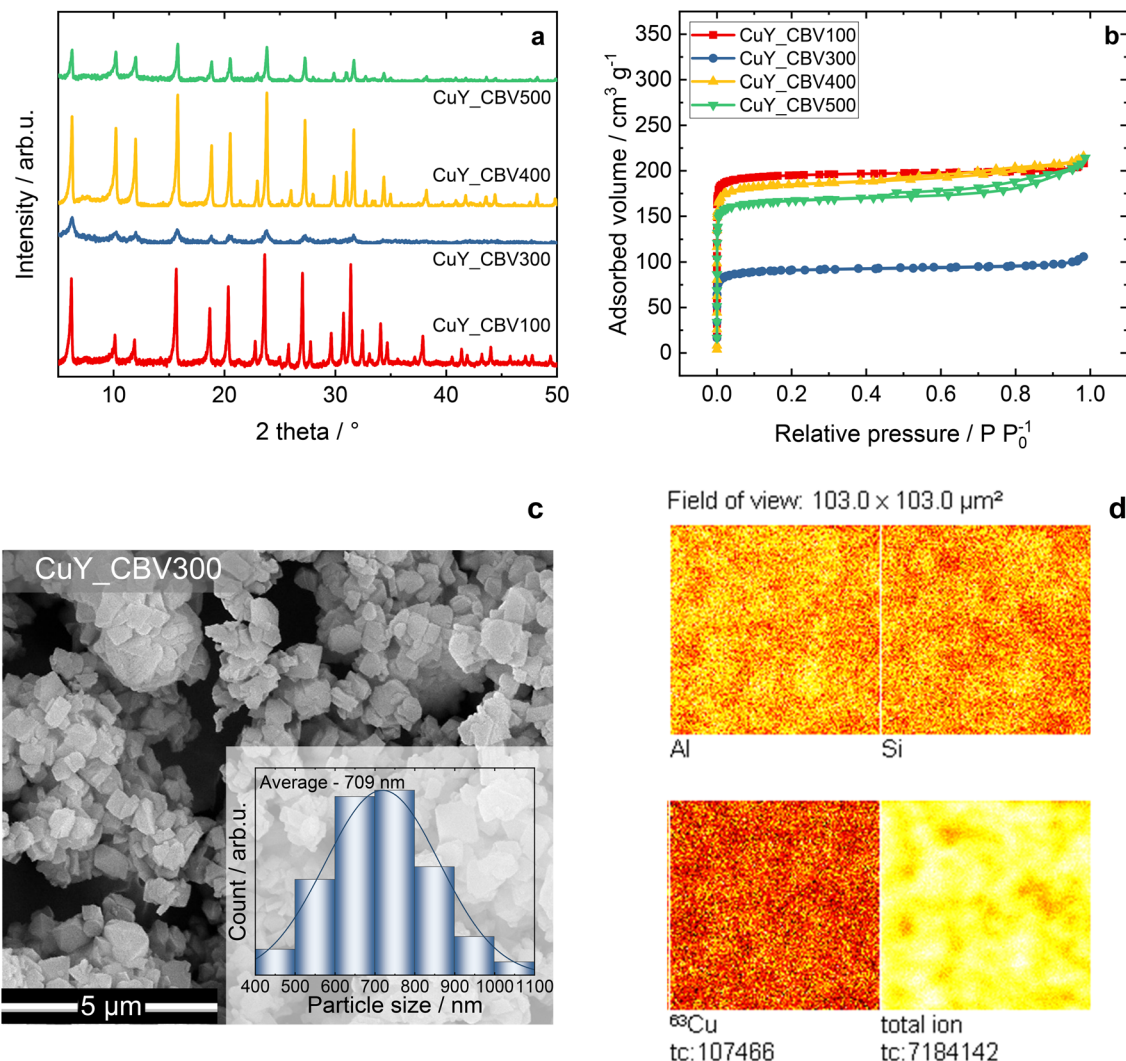 a
CuY_CBV500
CuY_CBV400
CuY_CBV300
CuY_CBV100
Intensity / arb.u.
10
20
30
40
50
2 theta / °
b
CuY_CBV100
CuY_CBV300
CuY_CBV400
CuY_CBV500
Adsorbed volume / cm³ g⁻¹
350
300
250
200
150
100
50
0
0.0
0.2
0.4
0.6
0.8
1.0
Relative pressure / P P₀⁻¹
c
CuY_CBV300
5 µm
Average - 709 nm
Count / arb.u.
400 500 600 700 800 900 1000 1100
Particle size / nm
d
Field of view: 103.0 x 103.0 µm²
Al
Si
⁶³Cu
tc:107466
total ion
tc:7184142